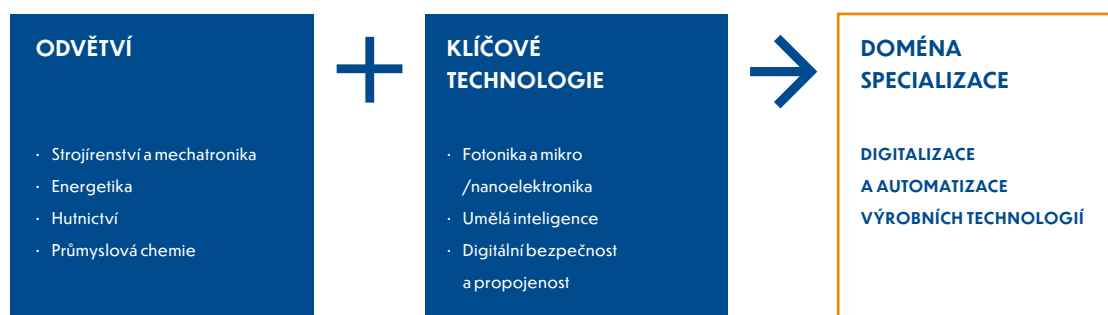 ODVĚTVÍ
· Strojírenství a mechatronika
· Energetika
· Hutnictví
· Průmyslová chemie
KLÍČOVÉ
TECHNOLOGIE
· Fotonika a mikro
/nanoelektronika
· Umělá inteligence
· Digitální bezpečnost
a propojenost
DOMÉNA
SPECIALIZACE
DIGITALIZACE
A AUTOMATIZACE
VÝROBNÍCH TECHNOLOGIÍ